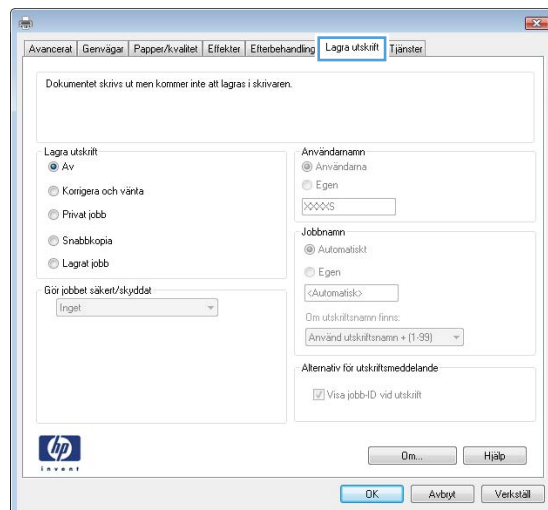 Avancerat Genvägar Papper/kvalitet Effekter Efterbehandling Lagra utskrift Tjänster
Dokumentet skrivs ut men kommer inte att lagras i skrivaren.
Lagra utskrift
Av
Korrigera och vänta
Privat jobb
Snabbkopia
Lagrat jobb
Gör jobbet säkert/skyddat
Inget
Användarnamn
Användarna
Egen
XXXXS
Jobbnamn
Automatiskt
Egen
<Automatisk>
Om utskriftsnamn finns:
Använd utskriftsnamn + (1-99)
Alternativ för utskriftsmeddelande
Visa jobb-ID vid utskrift
hp
invent
Om... Hjälp
OK Avbryt Verkställ